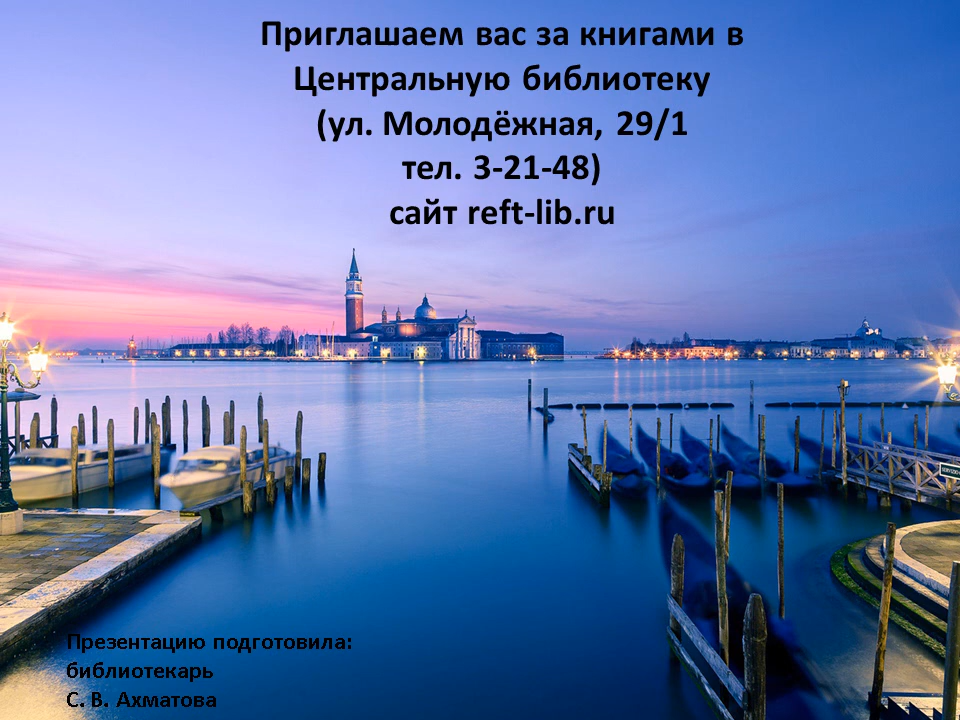 Приглашаем вас за книгами в
Центральную библиотеку
(ул. Молодёжная, 29/1
тел. 3-21-48)
сайт reft-lib.ru
Презентацию подготовила:
библиотекарь
С. В. Ахматова